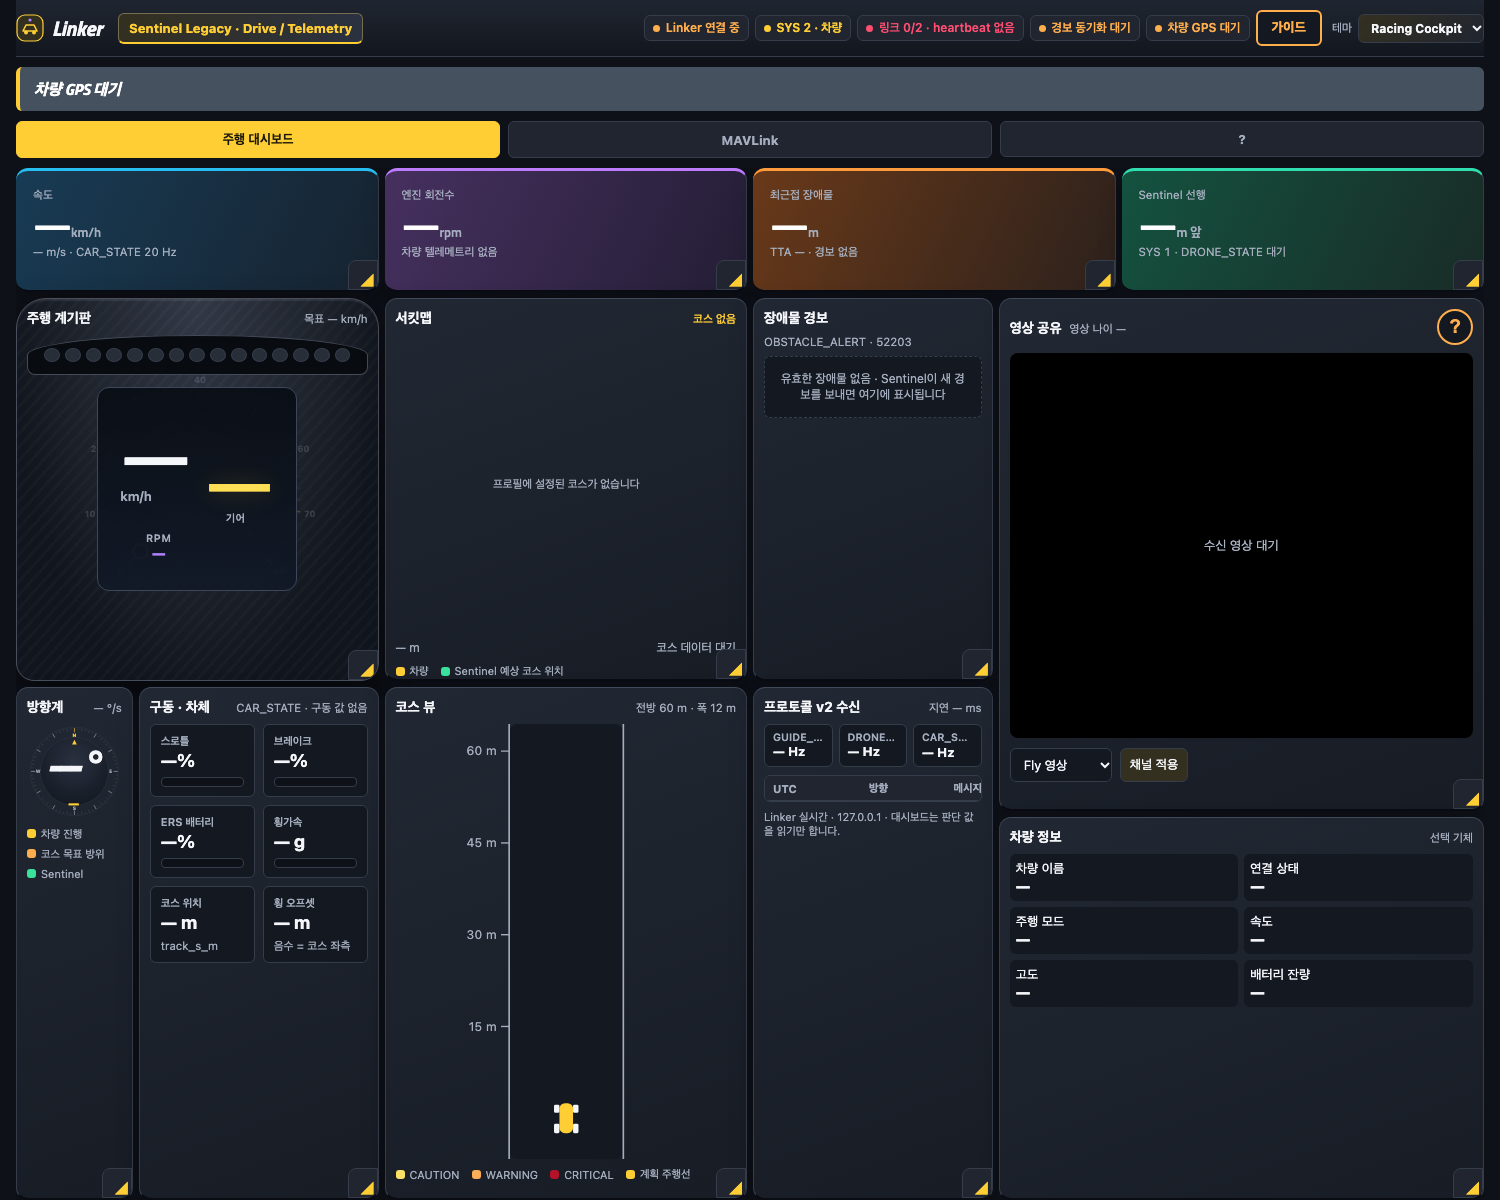 Linker
Sentinel Legacy · Drive / Telemetry
Linker 연결 중
SYS 2 · 차량
링크 0/2 · heartbeat 없음
경보 동기화 대기
차량 GPS 대기
가이드
테마
Racing Cockpit
차량 GPS 대기
주행 대시보드
MAVLink
?
속도
—km/h
— m/s · CAR_STATE 20 Hz
엔진 회전수
—rpm
차량 텔레메트리 없음
최근접 장애물
—m
TTA — · 경보 없음
Sentinel 선행
—m 앞
SYS 1 · DRONE_STATE 대기
주행 계기판
목표 — km/h
40
60
10
70
—
km/h
—
기어
RPM
—
서킷맵
코스 없음
프로필에 설정된 코스가 없습니다
— m
코스 데이터 대기
차량
Sentinel 예상 코스 위치
장애물 경보
OBSTACLE_ALERT · 52203
유효한 장애물 없음 · Sentinel이 새 경
보를 보내면 여기에 표시됩니다
영상 공유
영상 나이 —
?
수신 영상 대기
Fly 영상
채널 적용
방향계
— °/s
—°
차량 진행
코스 목표 방위
Sentinel
구동 · 차체
CAR_STATE · 구동 값 없음
스로틀
—%
브레이크
—%
ERS 배터리
—%
횡가속
— g
코스 위치
— m
track_s_m
횡 오프셋
— m
음수 = 코스 좌측
코스 뷰
전방 60 m · 폭 12 m
60 m
45 m
30 m
15 m
CAUTION
WARNING
CRITICAL
계획 주행선
프로토콜 v2 수신
지연 — ms
GUIDE_...
— Hz
DRONE...
— Hz
CAR_S...
— Hz
UTC
방향
메시지
Linker 실시간 · 127.0.0.1 · 대시보드는 판단 값
을 읽기만 합니다.
차량 정보
선택 기체
차량 이름
—
연결 상태
—
주행 모드
—
속도
—
고도
—
배터리 잔량
—